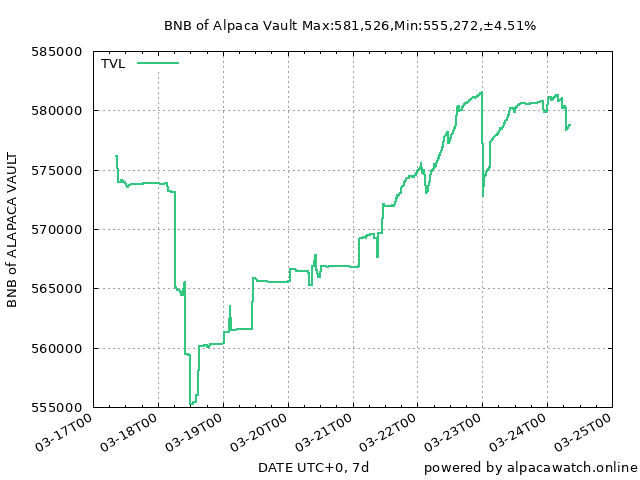 BNB of Alpaca Vault Max:581,526,Min:555,272,±4.51%
TVL
585000
580000
575000
570000
565000
560000
555000
BNB of ALAPACA VAULT
03-17T00
03-18T00
03-19T00
03-20T00
03-21T00
03-22T00
03-23T00
03-24T00
03-25T00
DATE UTC+0, 7d
powered by alpacawatch.online